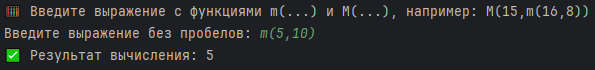 🧮 Введите выражение с функциями m(...) и M(...), например: M(15,m(16,8))
Введите выражение без пробелов: m(5,10)
✅ Результат вычисления: 5